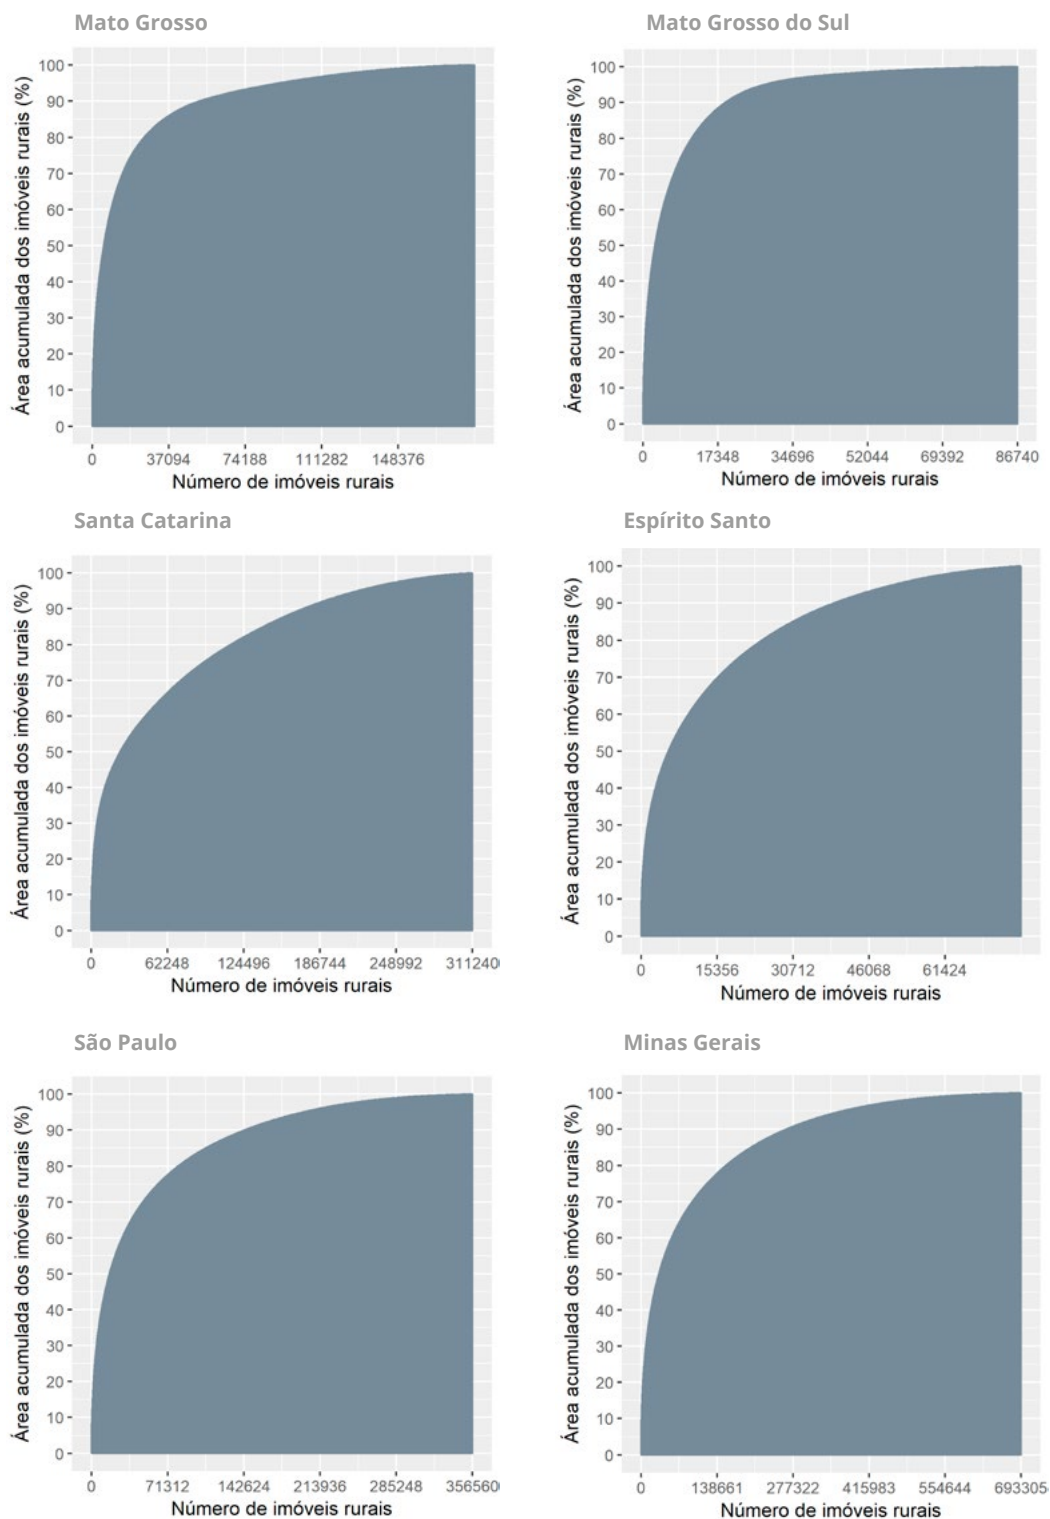 Mato Grosso
Área acumulada dos imóveis rurais (%)
100
90
80
70
60
50
40
30
20
10
0
0 37094 74188 111282 148376
Número de imóveis rurais
Mato Grosso do Sul
Área acumulada dos imóveis rurais (%)
100
90
80
70
60
50
40
30
20
10
0
0 17348 34696 52044 69392 86740
Número de imóveis rurais
Santa Catarina
Área acumulada dos imóveis rurais (%)
100
90
80
70
60
50
40
30
20
10
0
0 62248 124496 186744 248992 311240
Número de imóveis rurais
Espírito Santo
Área acumulada dos imóveis rurais (%)
100
90
80
70
60
50
40
30
20
10
0
0 15356 30712 46068 61424
Número de imóveis rurais
São Paulo
Área acumulada dos imóveis rurais (%)
100
90
80
70
60
50
40
30
20
10
0
0 71312 142624 213936 285248 356560
Número de imóveis rurais
Minas Gerais
Área acumulada dos imóveis rurais (%)
100
90
80
70
60
50
40
30
20
10
0
0 138661 277322 415983 554644 693305
Número de imóveis rurais